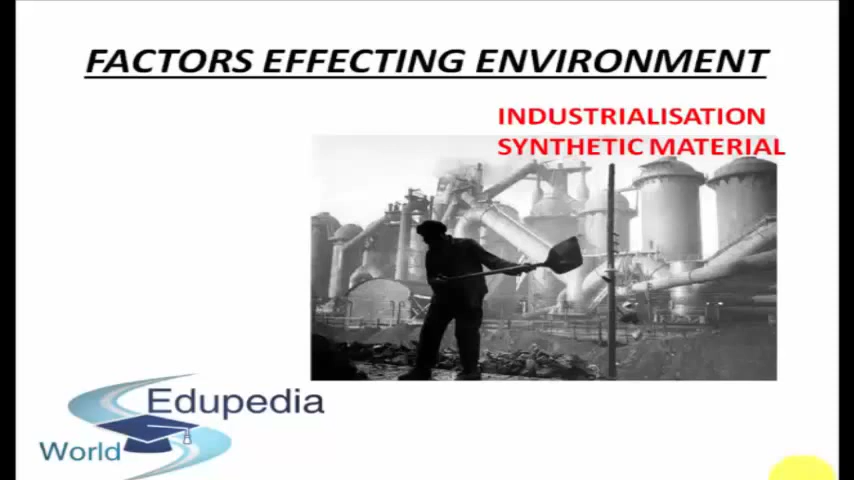 FACTORS EFFECTING ENVIRONMENT
INDUSTRIALISATION
SYNTHETIC MATERIAL
Edupedia
World